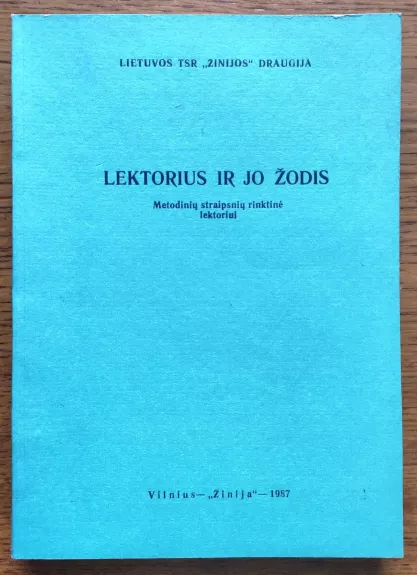 LIETUVOS TSR „ŽINIJOS“ DRAUGIJA
LEKTORIUS IR JO ŽODIS
Metodinių straipsnių rinktinė
lektoriui
Vilnius—„Žinija“—1987